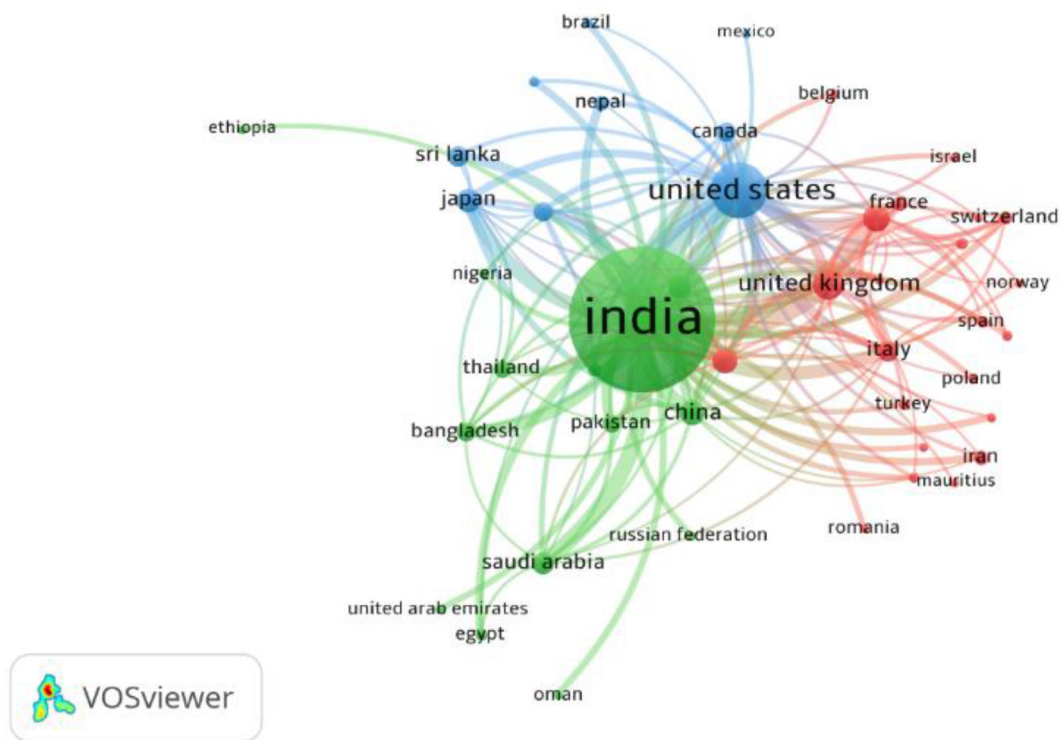 brazil
mexico
belgium
nepal
ethiopia
canada
sri lanka
israel
united states
japan
france
switzerland
nigeria
united kingdom
norway
india
spain
italy
thailand
poland
turkey
china
pakistan
bangladesh
iran
mauritius
romania
russian federation
saudi arabia
united arab emirates
egypt
oman
VOSviewer